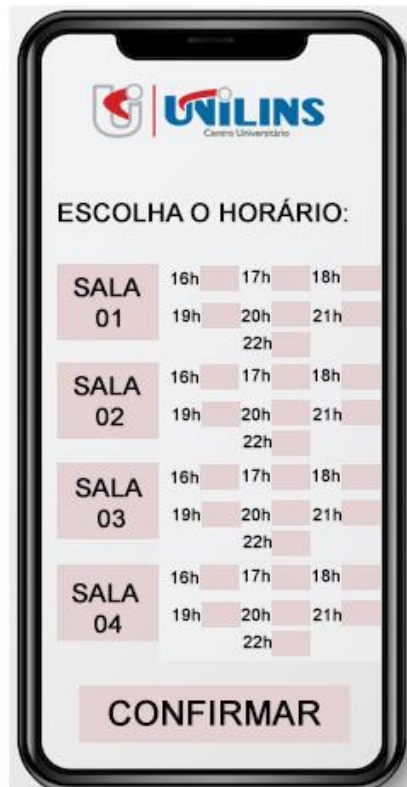 UNILINS
Centro Universitário
ESCOLHA O HORÁRIO:
SALA
01
16h 17h 18h
19h 20h 21h
22h
SALA
02
16h 17h 18h
19h 20h 21h
22h
SALA
03
16h 17h 18h
19h 20h 21h
22h
SALA
04
16h 17h 18h
19h 20h 21h
22h
CONFIRMAR